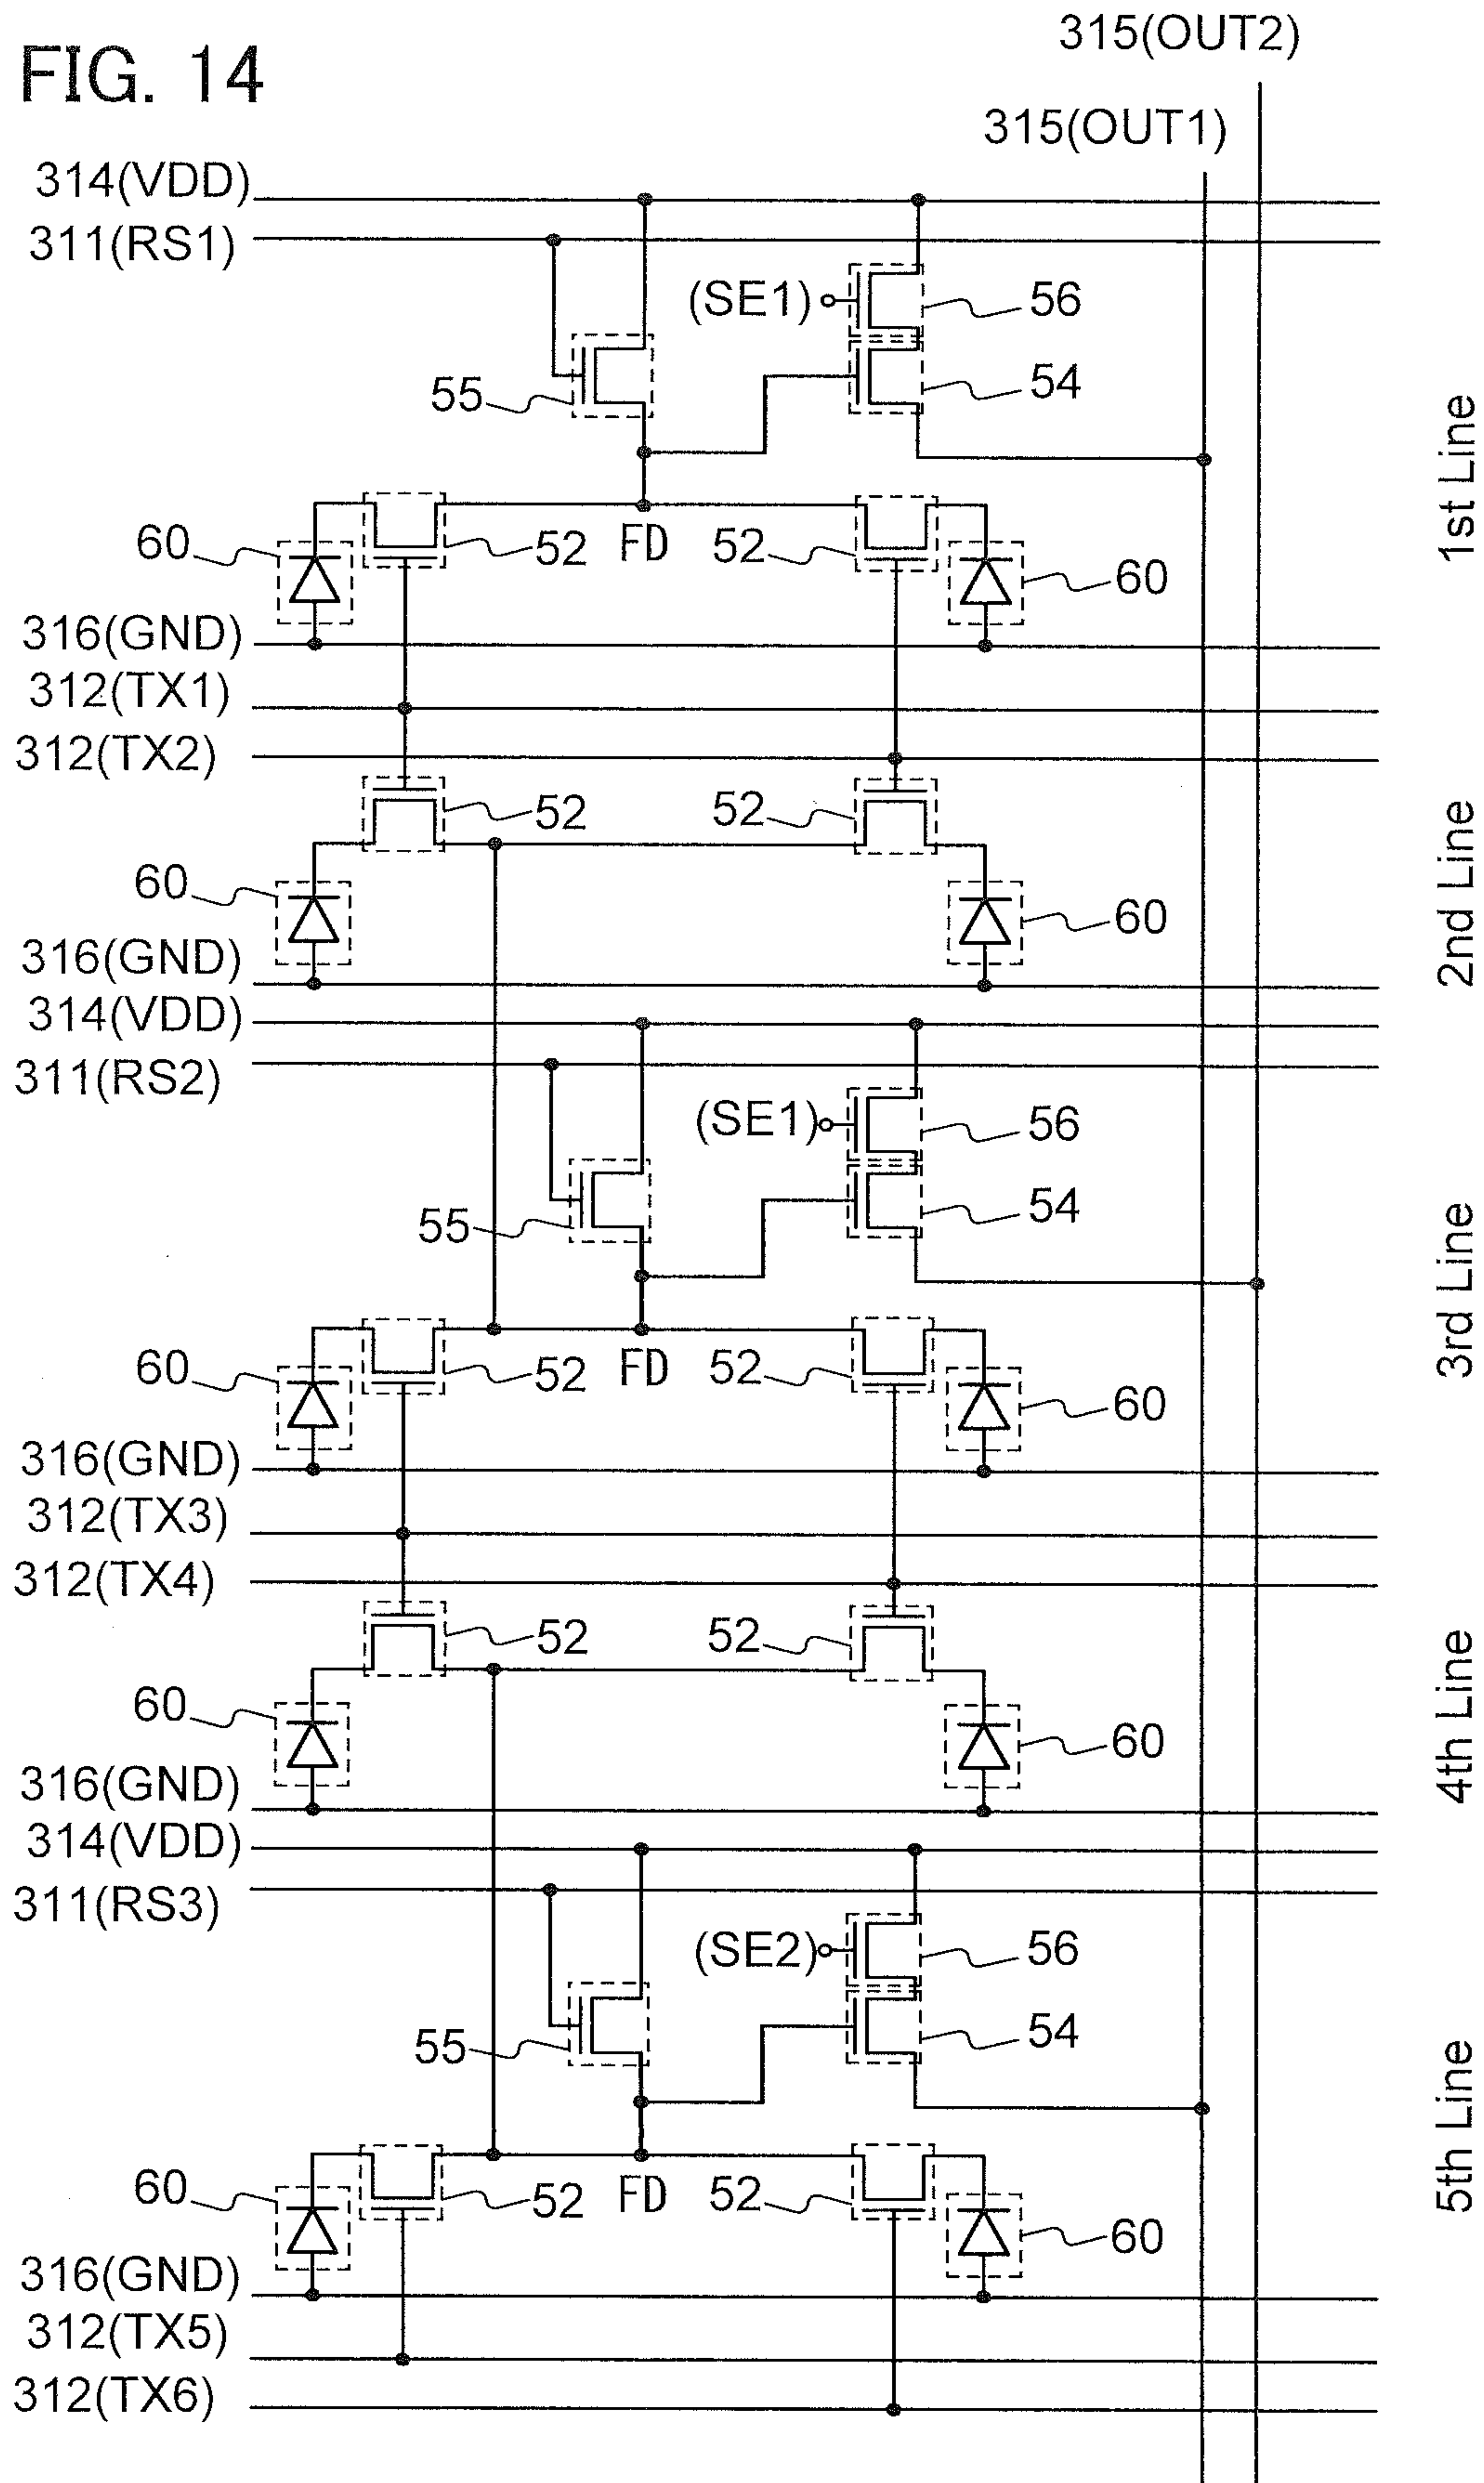 315(OUT2)
FIG. 14
315(OUT1)
314(VDD)
311(RS1)
(SE1) 56
55 54
1st Line
60 52 FD 52 60
316(GND)
312(TX1)
312(TX2)
52 52
2nd Line
60 60
316(GND)
314(VDD)
311(RS2)
(SE1) 56
55 54
3rd Line
60 52 FD 52 60
316(GND)
312(TX3)
312(TX4)
52 52
4th Line
60 60
316(GND)
314(VDD)
311(RS3)
(SE2) 56
55 54
5th Line
60 52 FD 52 60
316(GND)
312(TX5)
312(TX6)